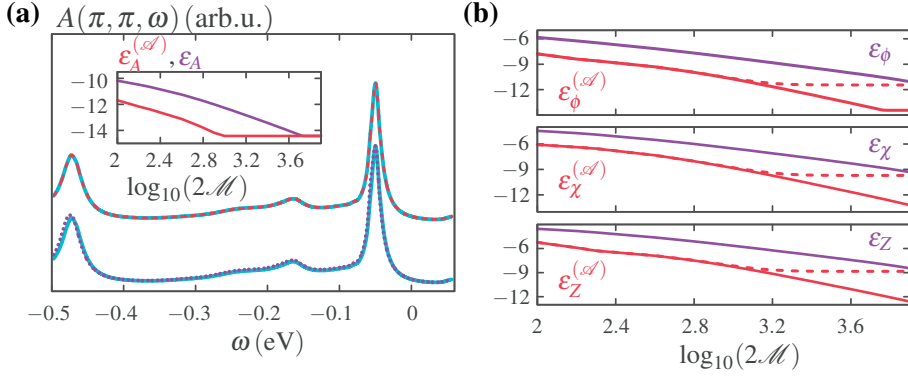 (a) A(π, π, ω) (arb.u.)
ε_A^(𝒜), ε_A
−10
−12
−14
2 2.4 2.8 3.2 3.6
log₁₀(2ℳ)
−0.5 −0.4 −0.3 −0.2 −0.1 0
ω (eV)
(b)
−6
−9
−12
ε_ϕ
ε_ϕ^(𝒜)
−6
−9
−12
ε_χ
ε_χ^(𝒜)
−6
−9
−12
ε_Z
ε_Z^(𝒜)
2 2.4 2.8 3.2 3.6
log₁₀(2ℳ)